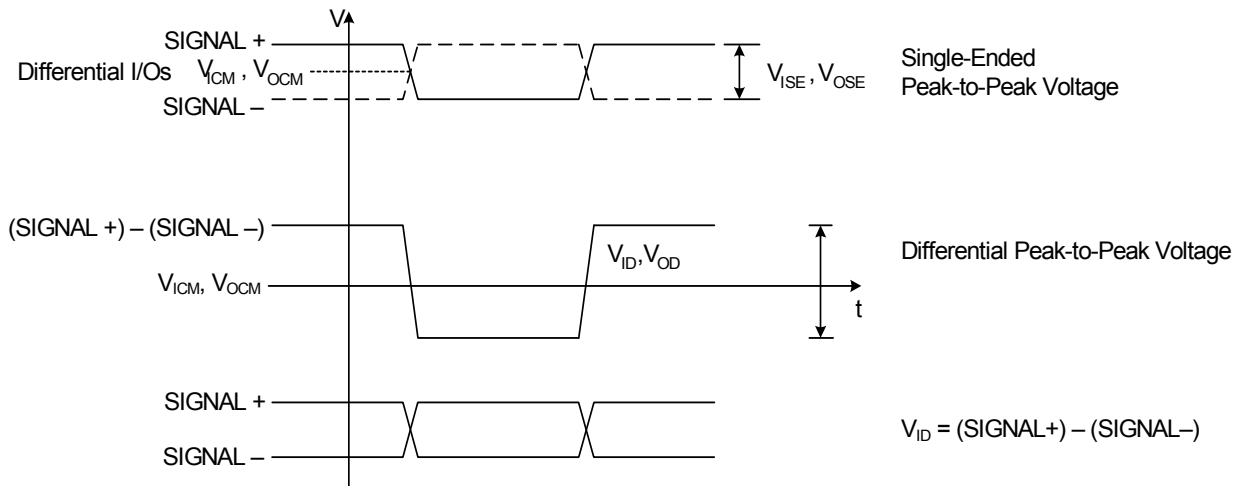 V
SIGNAL +
Differential I/Os V_ICM , V_OCM
SIGNAL –
V_ISE , V_OSE
Single-Ended
Peak-to-Peak Voltage
(SIGNAL +) – (SIGNAL –)
V_ID, V_OD
Differential Peak-to-Peak Voltage
V_ICM, V_OCM
t
SIGNAL +
SIGNAL –
V_ID = (SIGNAL+) – (SIGNAL–)